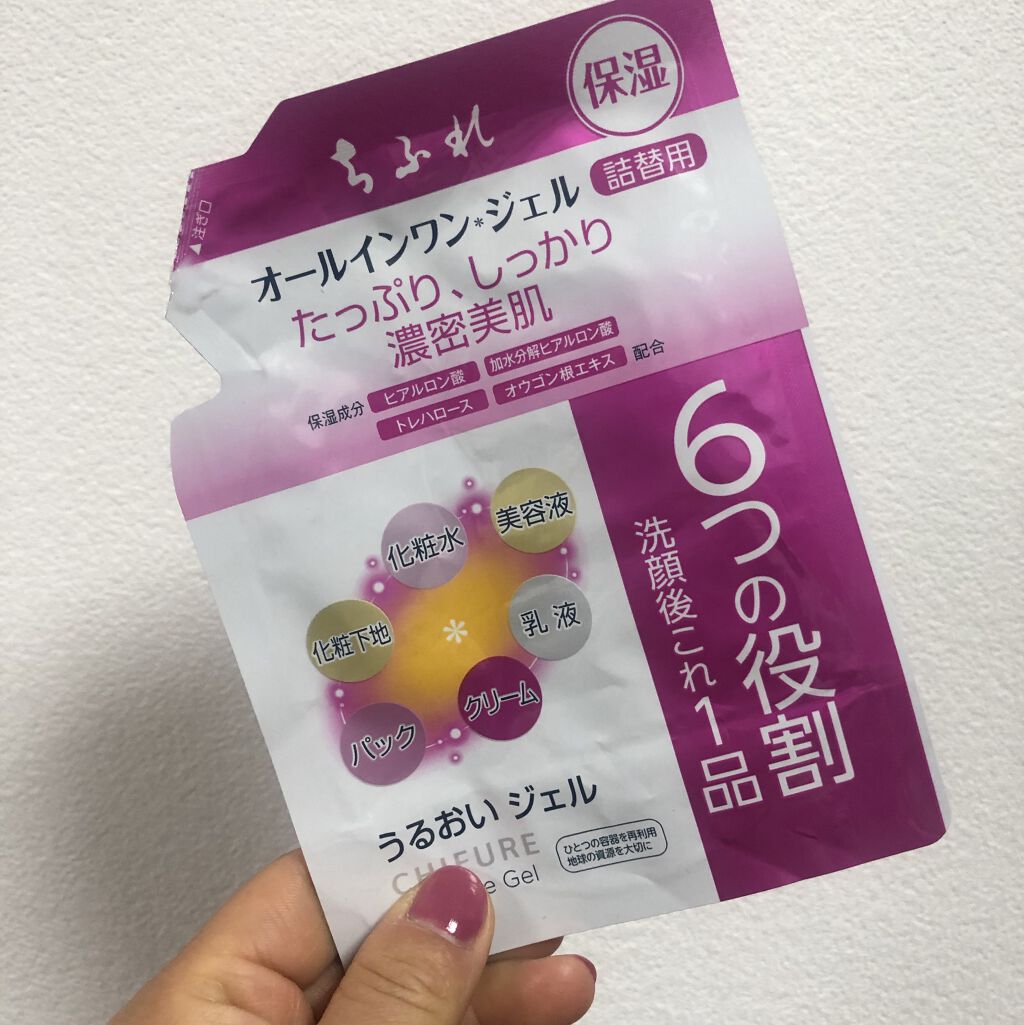 保湿
ちふれ
詰替用
注ぎ口
オールインワン*ジェル
たっぷり、しっかり
濃密美肌
保湿成分 ヒアルロン酸 加水分解ヒアルロン酸
トレハロース オウゴン根エキス 配合
6つの役割
洗顔後これ1品
美容液
化粧水
乳液
化粧下地
*
クリーム
パック
うるおい ジェル
CHIFURE
Gel
ひとつの容器を再利用
地球の資源を大切に